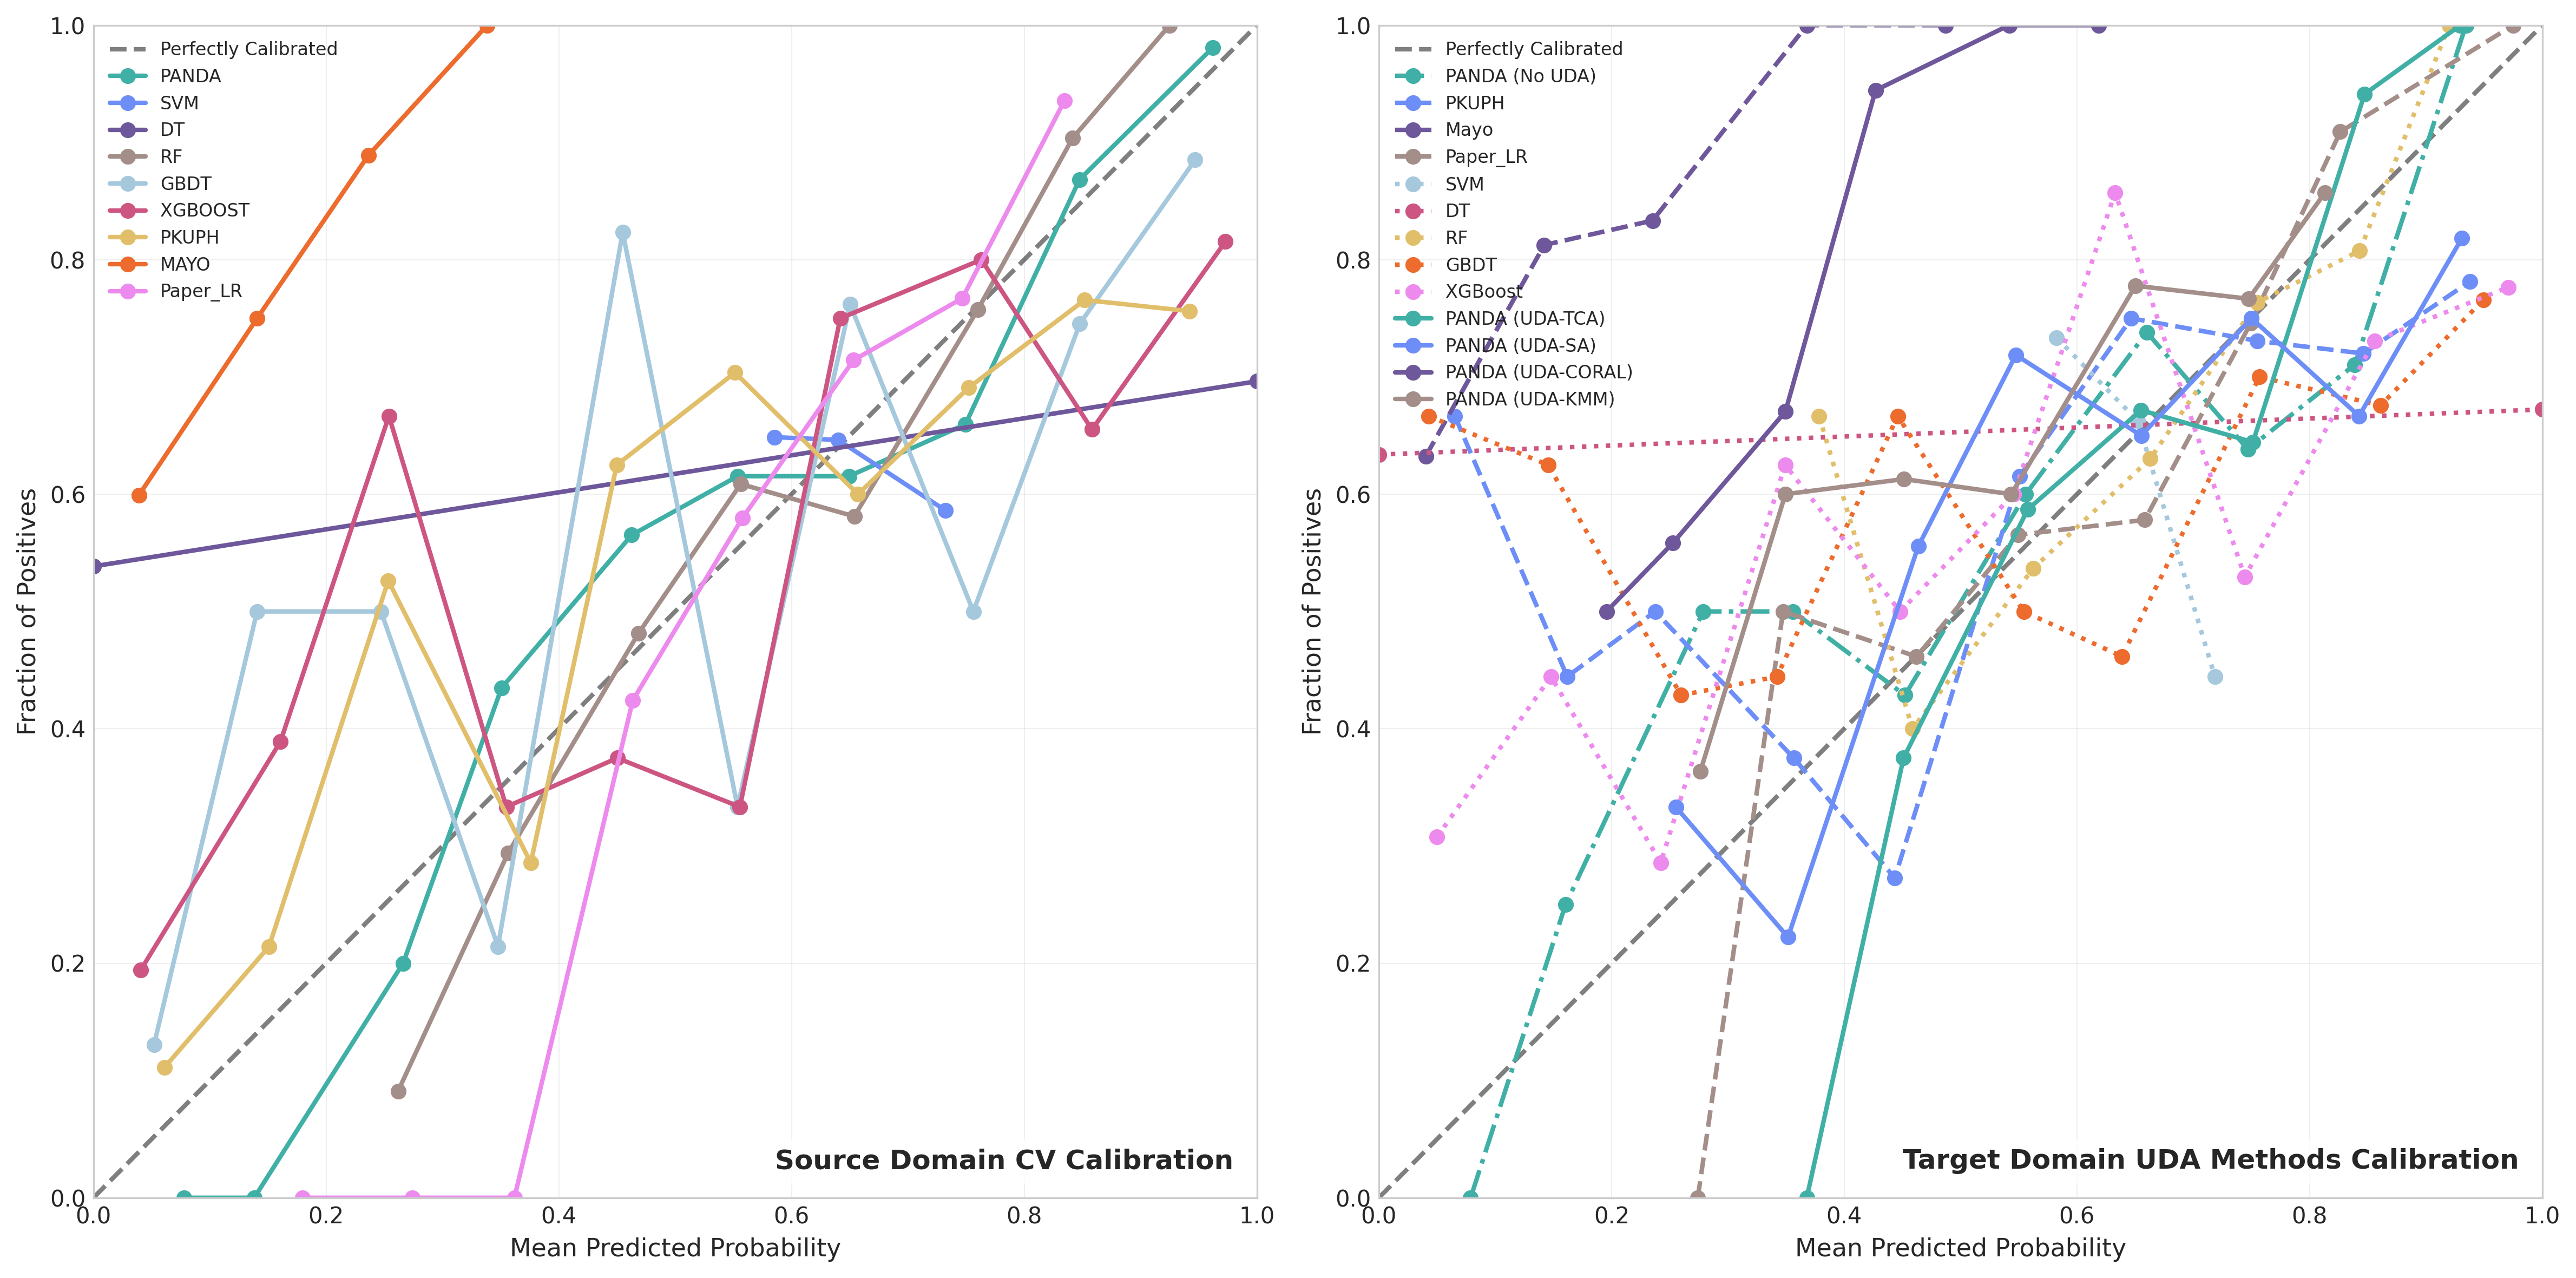 1.0
0.8
0.6
0.4
0.2
0.0
Fraction of Positives
Perfectly Calibrated
PANDA
SVM
DT
RF
GBDT
XGBOOST
PKUPH
MAYO
Paper_LR
Source Domain CV Calibration
0.0 0.2 0.4 0.6 0.8 1.0
Mean Predicted Probability
1.0
0.8
0.6
0.4
0.2
0.0
Fraction of Positives
Perfectly Calibrated
PANDA (No UDA)
PKUPH
Mayo
Paper_LR
SVM
DT
RF
GBDT
XGBoost
PANDA (UDA-TCA)
PANDA (UDA-SA)
PANDA (UDA-CORAL)
PANDA (UDA-KMM)
Target Domain UDA Methods Calibration
0.0 0.2 0.4 0.6 0.8 1.0
Mean Predicted Probability